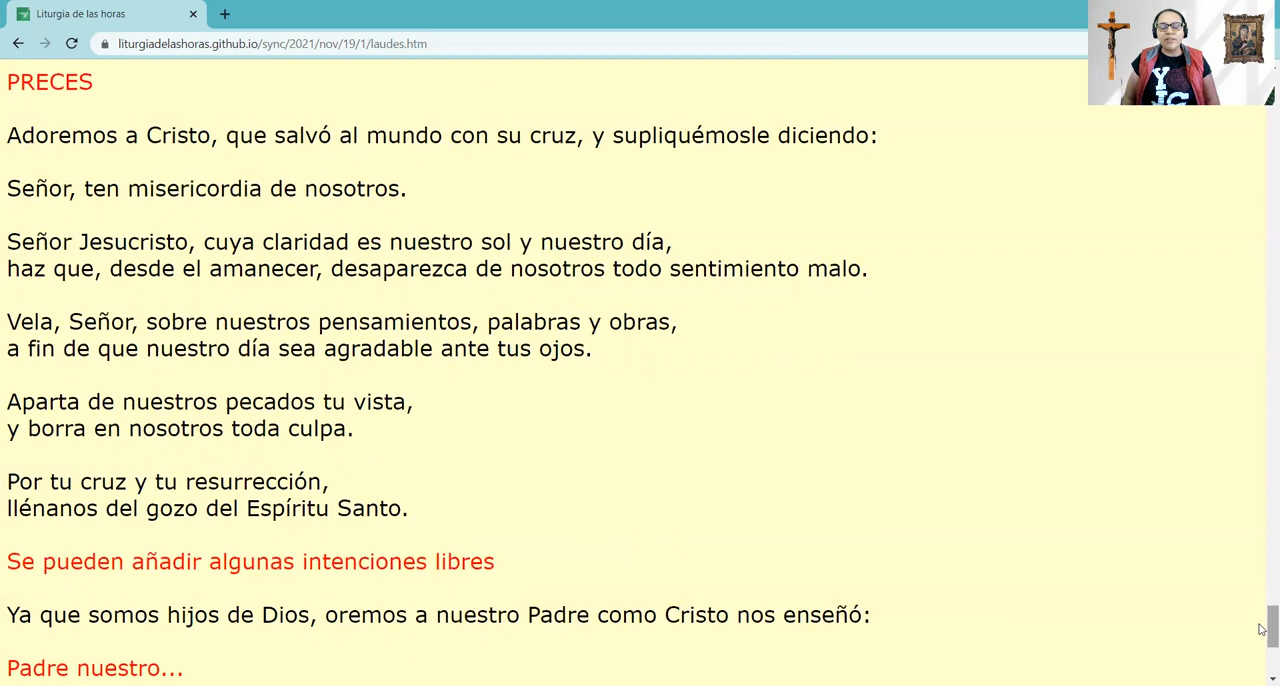 Liturgia de las horas
liturgiadelashoras.github.io/sync/2021/nov/19/1/laudes.htm
PRECES
Adoremos a Cristo, que salvó al mundo con su cruz, y supliquémosle diciendo:
Señor, ten misericordia de nosotros.
Señor Jesucristo, cuya claridad es nuestro sol y nuestro día,
haz que, desde el amanecer, desaparezca de nosotros todo sentimiento malo.
Vela, Señor, sobre nuestros pensamientos, palabras y obras,
a fin de que nuestro día sea agradable ante tus ojos.
Aparta de nuestros pecados tu vista,
y borra en nosotros toda culpa.
Por tu cruz y tu resurrección,
llénanos del gozo del Espíritu Santo.
Se pueden añadir algunas intenciones libres
Ya que somos hijos de Dios, oremos a nuestro Padre como Cristo nos enseñó:
Padre nuestro...